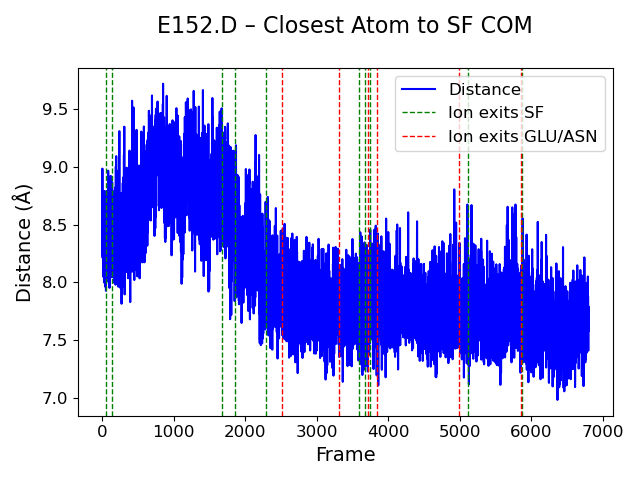 E152.D – Closest Atom to SF COM
Distance
Ion exits SF
Ion exits GLU/ASN
Distance (Å)
9.5
9.0
8.5
8.0
7.5
7.0
0 1000 2000 3000 4000 5000 6000 7000
Frame